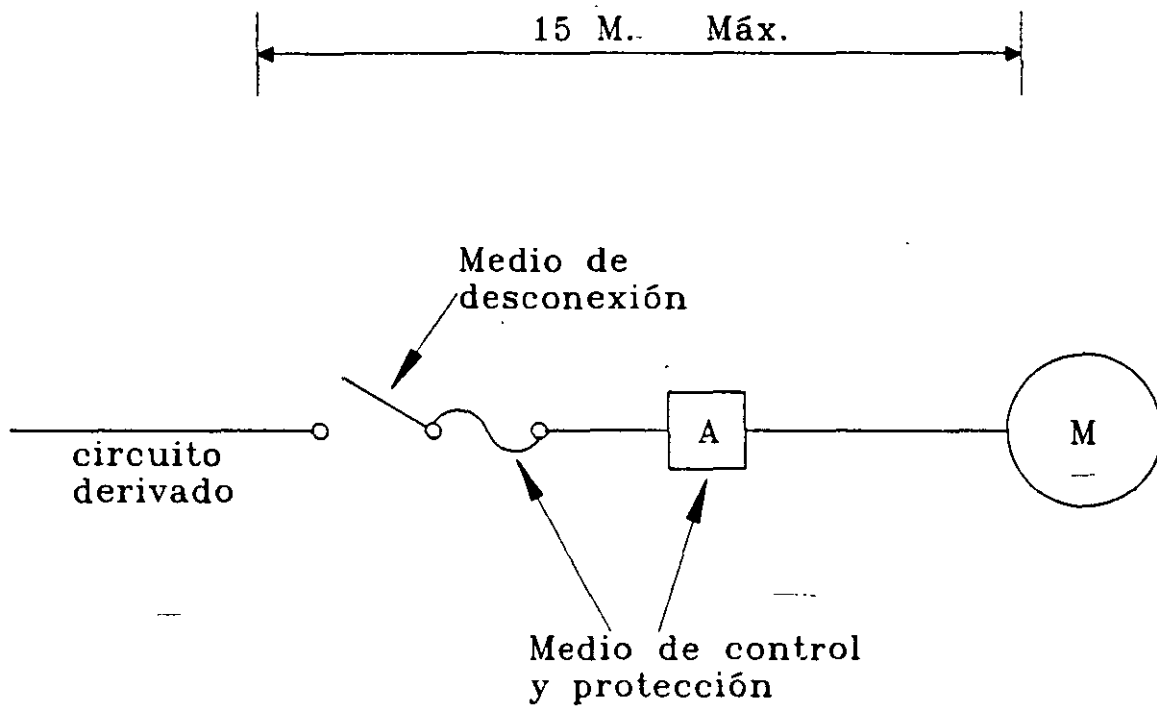 15 M. Máx.
Medio de
desconexión
circuito
derivado
A
M
Medio de control
y protección